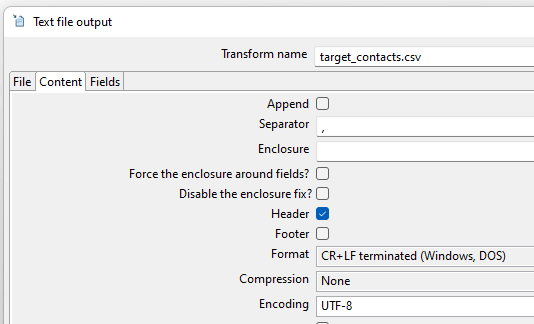 Text file output
Transform name target_contacts.csv
File Content Fields
Append
Separator ,
Enclosure
Force the enclosure around fields?
Disable the enclosure fix?
Header
Footer
Format CR+LF terminated (Windows, DOS)
Compression None
Encoding UTF-8